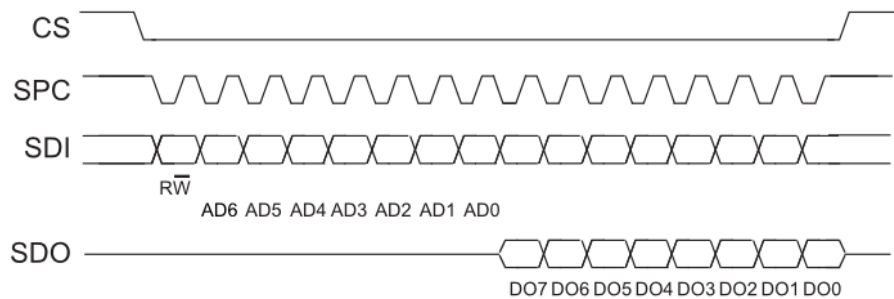 CS
SPC
SDI
RW̅
AD6 AD5 AD4 AD3 AD2 AD1 AD0
SDO
DO7 DO6 DO5 DO4 DO3 DO2 DO1 DO0